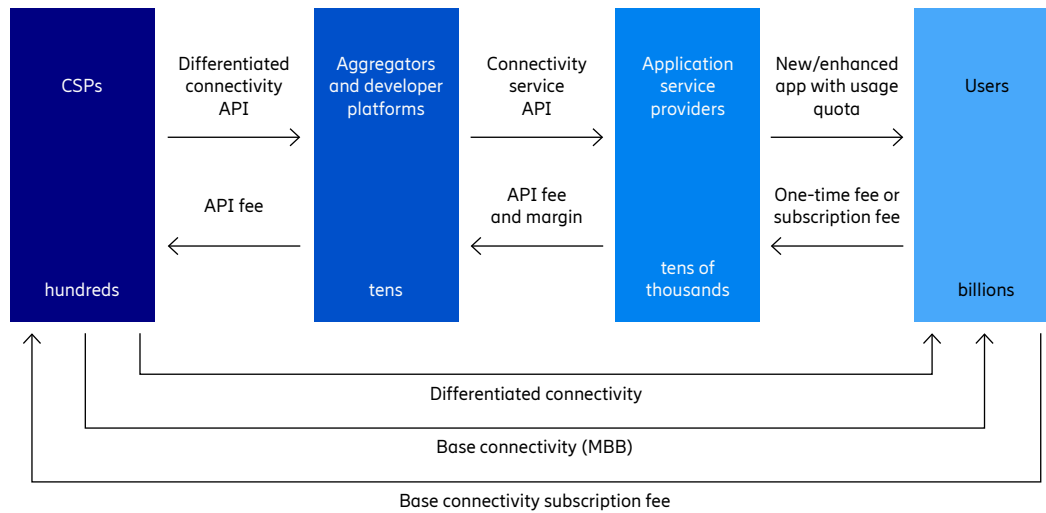 CSPs
Differentiated
connectivity
API
Aggregators
and developer
platforms
Connectivity
service
API
Application
service
providers
New/enhanced
app with usage
quota
Users
API fee
API fee
and margin
One-time fee or
subscription fee
hundreds
tens
tens of
thousands
billions
Differentiated connectivity
Base connectivity (MBB)
Base connectivity subscription fee